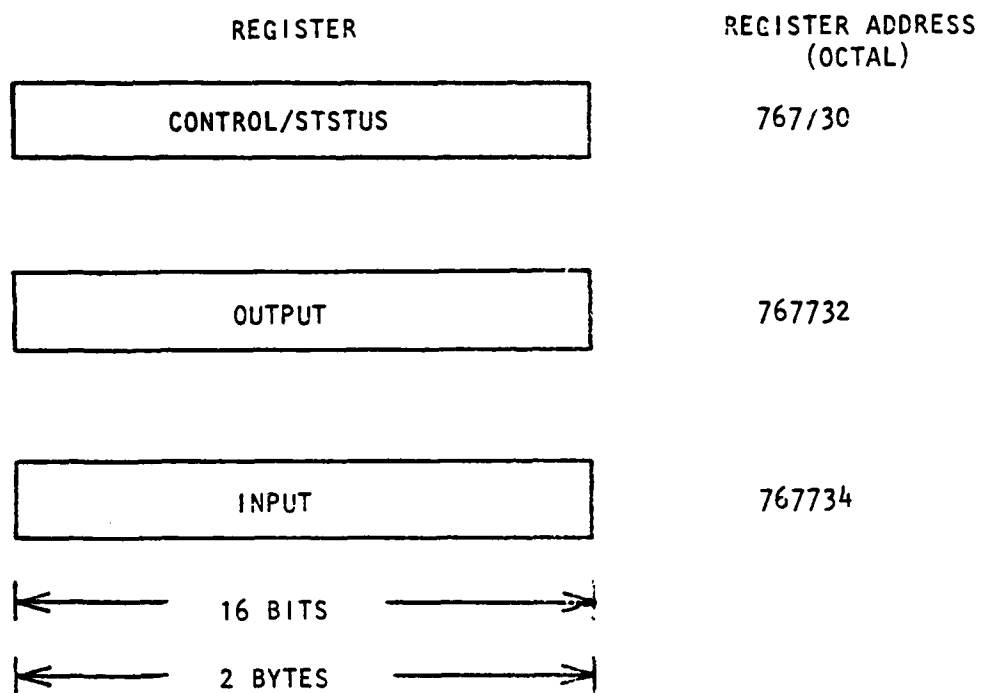 REGISTER
REGISTER ADDRESS
(OCTAL)
CONTROL/STSTUS
767/30
OUTPUT
767732
INPUT
767734
16 BITS
2 BYTES